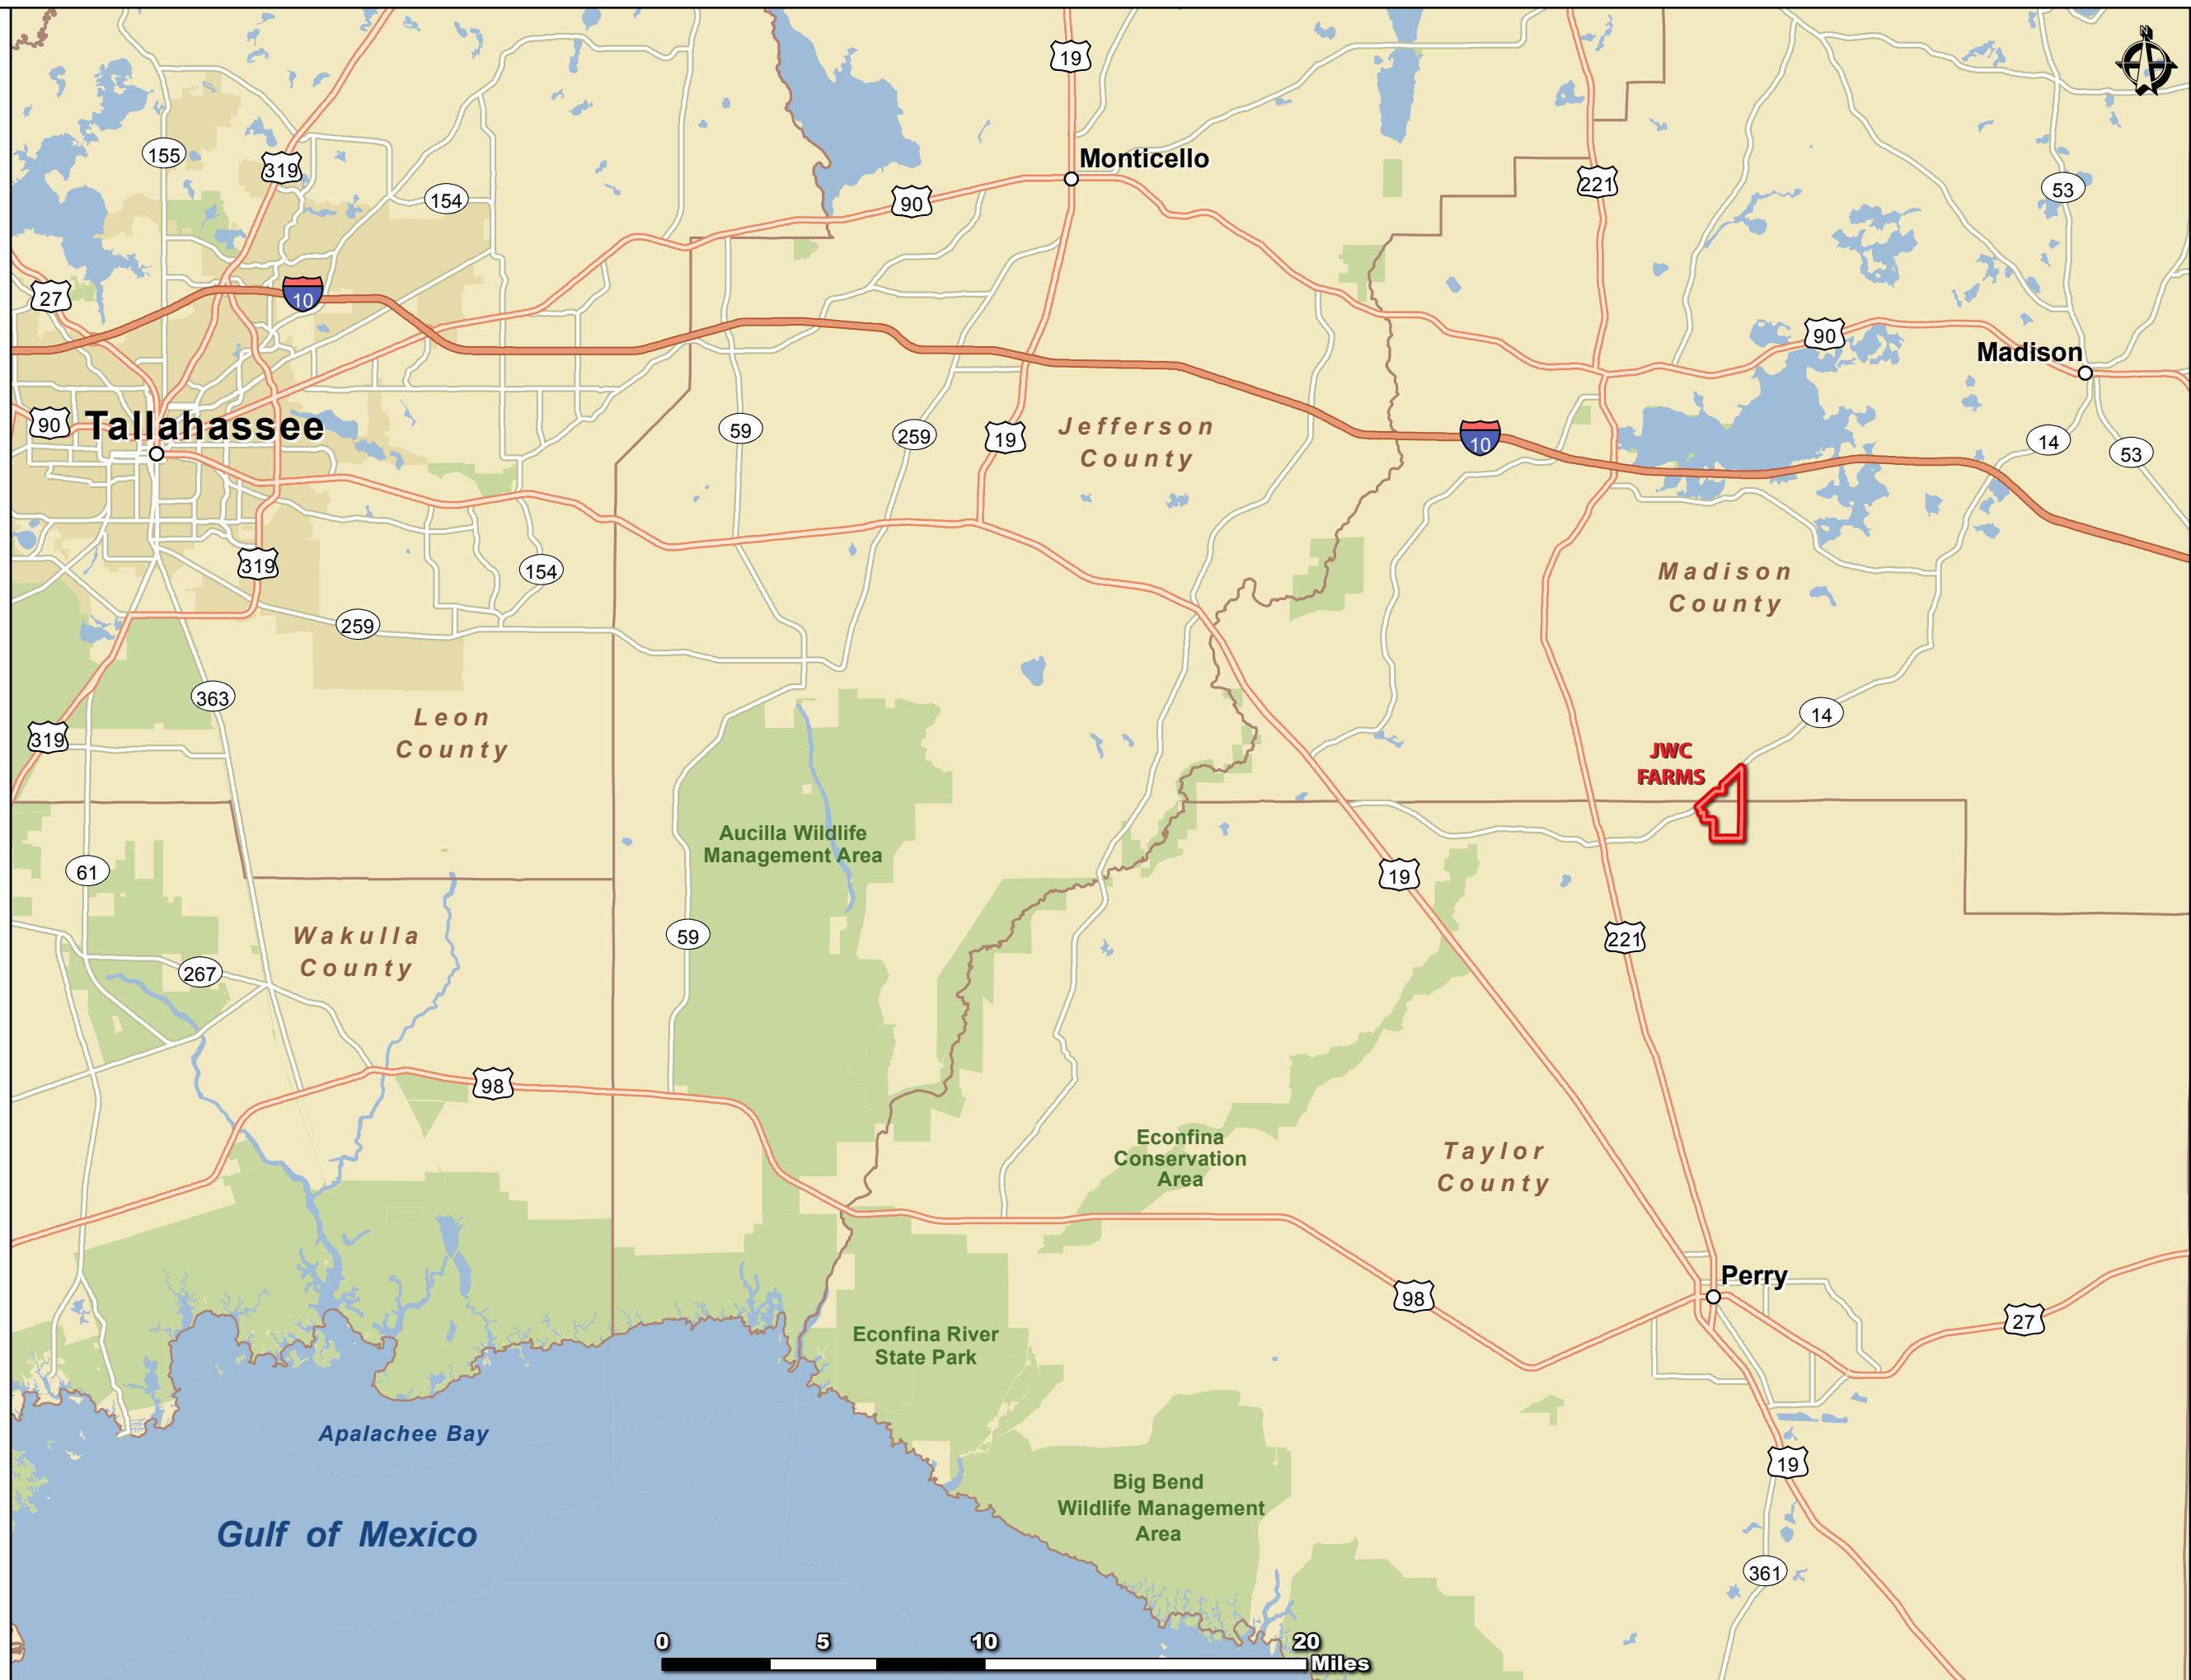 N
19
Monticello
155
319
154
90
221
53
27
10
90
Madison
90
Tallahassee
59
259
19
Jefferson
County
10
14
53
319
154
Madison
County
259
363
Leon
County
14
319
JWC
FARMS
Aucilla Wildlife
Management Area
61
19
Wakulla
County
59
221
267
98
Econfina
Conservation
Area
Taylor
County
Perry
98
27
Econfina River
State Park
Apalachee Bay
19
Big Bend
Wildlife Management
Area
Gulf of Mexico
361
0 5 10 20
Miles